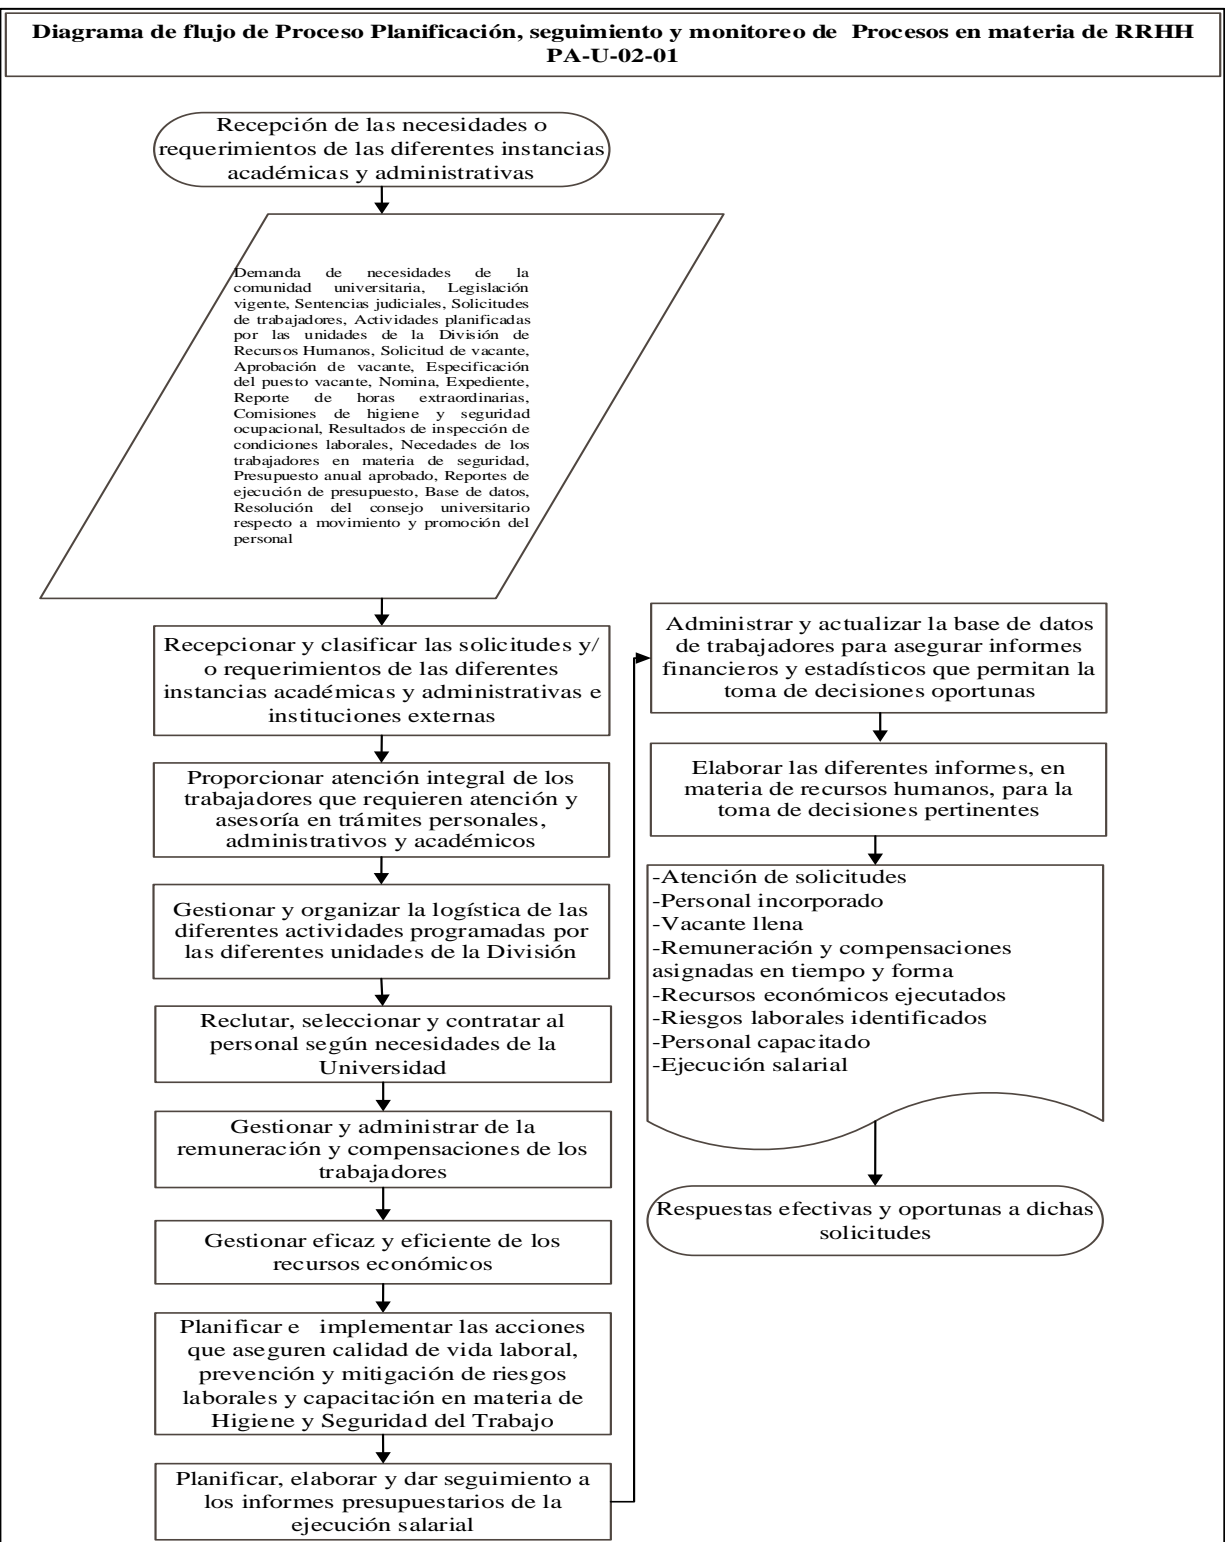 Diagrama de flujo de Proceso Planificación, seguimiento y monitoreo de Procesos en materia de RRHH
PA-U-02-01
Recepción de las necesidades o
requerimientos de las diferentes instancias
académicas y administrativas
Demanda de necesidades de la
comunidad universitaria, Legislación
vigente, Sentencias judiciales, Solicitudes
de trabajadores, Actividades planificadas
por las unidades de la División de
Recursos Humanos, Solicitud de vacante,
Aprobación de vacante, Especificación
del puesto vacante, Nomina, Expediente,
Reporte de horas extraordinarias,
Comisiones de higiene y seguridad
ocupacional, Resultados de inspección de
condiciones laborales, Necedades de los
trabajadores en materia de seguridad,
Presupuesto anual aprobado, Reportes de
ejecución de presupuesto, Base de datos,
Resolución del consejo universitario
respecto a movimiento y promoción del
personal
Recepcionar y clasificar las solicitudes y/
o requerimientos de las diferentes
instancias académicas y administrativas e
instituciones externas
Proporcionar atención integral de los
trabajadores que requieren atención y
asesoría en trámites personales,
administrativos y académicos
Gestionar y organizar la logística de las
diferentes actividades programadas por
las diferentes unidades de la División
Reclutar, seleccionar y contratar al
personal según necesidades de la
Universidad
Gestionar y administrar de la
remuneración y compensaciones de los
trabajadores
Gestionar eficaz y eficiente de los
recursos económicos
Planificar e implementar las acciones
que aseguren calidad de vida laboral,
prevención y mitigación de riesgos
laborales y capacitación en materia de
Higiene y Seguridad del Trabajo
Planificar, elaborar y dar seguimiento a
los informes presupuestarios de la
ejecución salarial
Administrar y actualizar la base de datos
de trabajadores para asegurar informes
financieros y estadísticos que permitan la
toma de decisiones oportunas
Elaborar las diferentes informes, en
materia de recursos humanos, para la
toma de decisiones pertinentes
-Atención de solicitudes
-Personal incorporado
-Vacante llena
-Remuneración y compensaciones
asignadas en tiempo y forma
-Recursos económicos ejecutados
-Riesgos laborales identificados
-Personal capacitado
-Ejecución salarial
Respuestas efectivas y oportunas a dichas
solicitudes